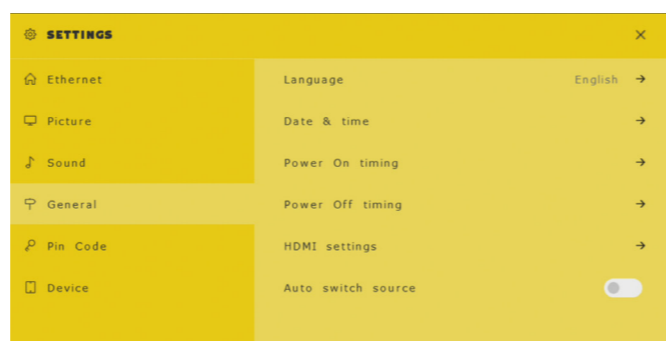 SETTINGS
Ethernet
Picture
Sound
General
Pin Code
Device
Language English
Date & time
Power On timing
Power Off timing
HDMI settings
Auto switch source